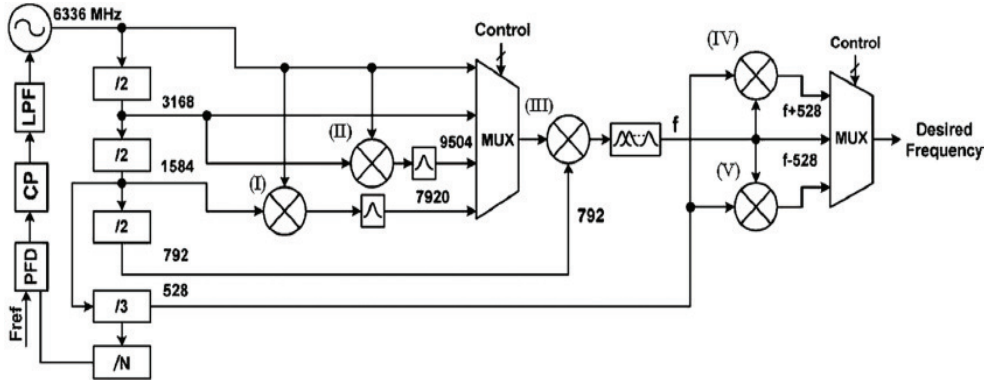 6336 MHz
/2
3168
/2
1584
/2
792
528
/3
/N
LPF
CP
PFD
Fref
(I)
(II)
9504
7920
Control
MUX
(III)
792
f
(IV)
(V)
Control
f+528
MUX
f-528
Desired
Frequency